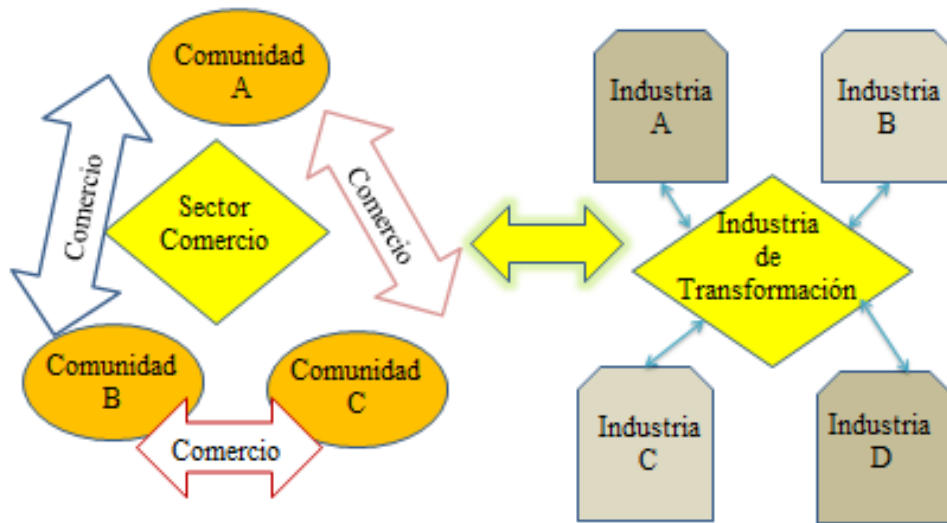 Comunidad
A
Comercio
Sector
Comercio
Comercio
Comunidad
B
Comunidad
C
Comercio
Industria
A
Industria
B
Industria
de
Transformación
Industria
C
Industria
D